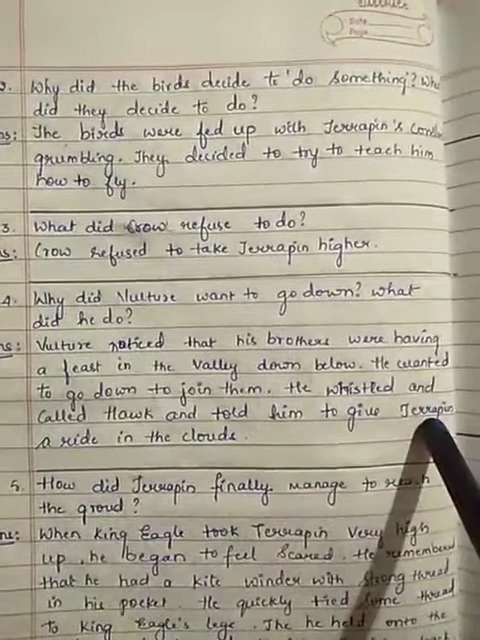 Date
Page
2. Why did the birds decide to 'do something'?
did they decide to do?
ns: The birds were fed up with Terrapin's
grumbling. They decided to try to teach him
how to fly.
3. What did Crow refuse to do?
s: Crow refused to take Terrapin higher.
4. Why did Vulture want to go down? What
did he do?
ns: Vulture noticed that his brothers were having
a feast in the Valley down below. He wanted
to go down to join them. He whistled and
called Hawk and told him to give Terrapin
a ride in the clouds.
5. How did Terrapin finally manage to reach
the groud?
ns: When King Eagle took Terrapin very high
up, he began to feel scared. He remembered
that he had a kite winder with strong thread
in his pocket. He quickly tied some thread
to King Eagle's legs. The he held onto the